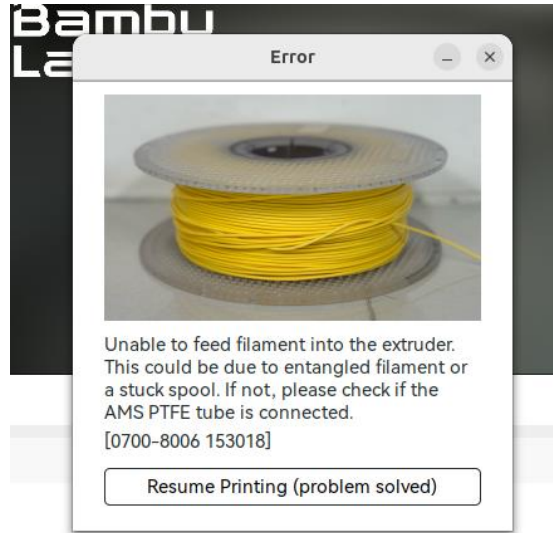 Bambu
Error
Unable to feed filament into the extruder.
This could be due to entangled filament or
a stuck spool. If not, please check if the
AMS PTFE tube is connected.
[0700-8006 153018]
Resume Printing (problem solved)